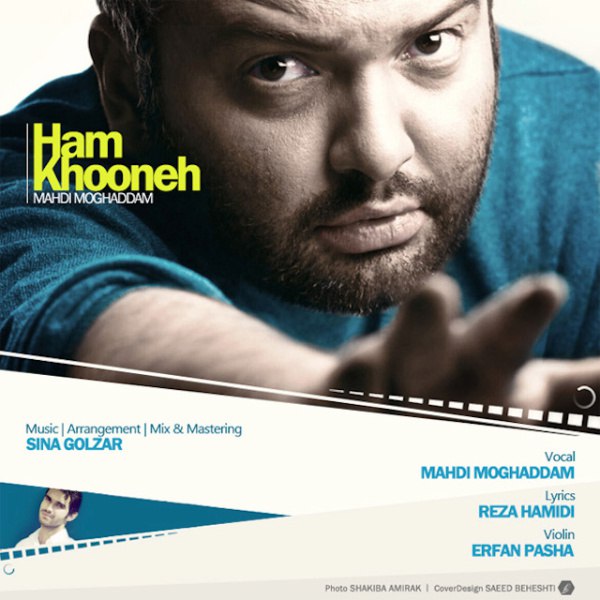 Ham
Khooneh
MAHDI MOGHADDAM
Music | Arrangement | Mix & Mastering
SINA GOLZAR
Vocal
MAHDI MOGHADDAM
Lyrics
REZA HAMIDI
Violin
ERFAN PASHA
Photo SHAKIBA AMIRAK | CoverDesign SAEED BEHESHTI